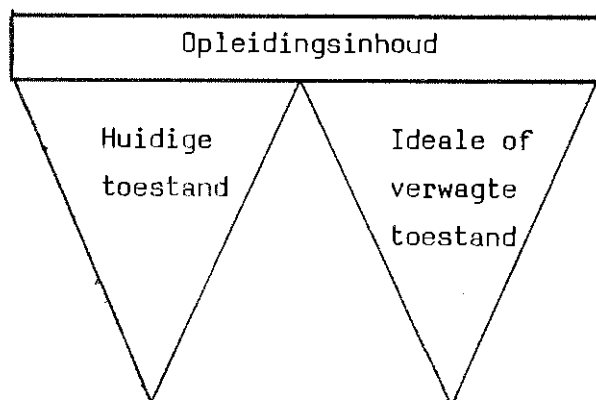 Opleidingsinhoud
Huidige
toestand
Ideale of
verwagte
toestand